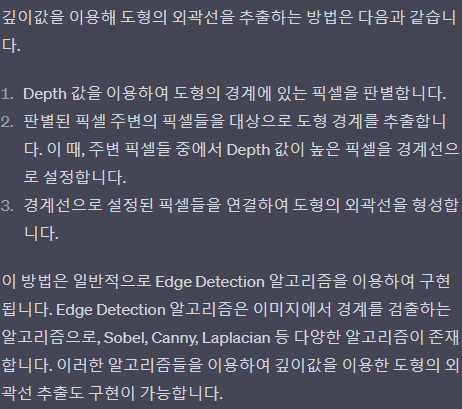 깊이값을 이용해 도형의 외곽선을 추출하는 방법은 다음과 같습니
다.
1. Depth 값을 이용하여 도형의 경계에 있는 픽셀을 판별합니다.
2. 판별된 픽셀 주변의 픽셀들을 대상으로 도형 경계를 추출합니
다. 이 때, 주변 픽셀들 중에서 Depth 값이 높은 픽셀을 경계선으
로 설정합니다.
3. 경계선으로 설정된 픽셀들을 연결하여 도형의 외곽선을 형성합
니다.
이 방법은 일반적으로 Edge Detection 알고리즘을 이용하여 구현
됩니다. Edge Detection 알고리즘은 이미지에서 경계를 검출하는
알고리즘으로, Sobel, Canny, Laplacian 등 다양한 알고리즘이 존재
합니다. 이러한 알고리즘들을 이용하여 깊이값을 이용한 도형의 외
곽선 추출도 구현이 가능합니다.